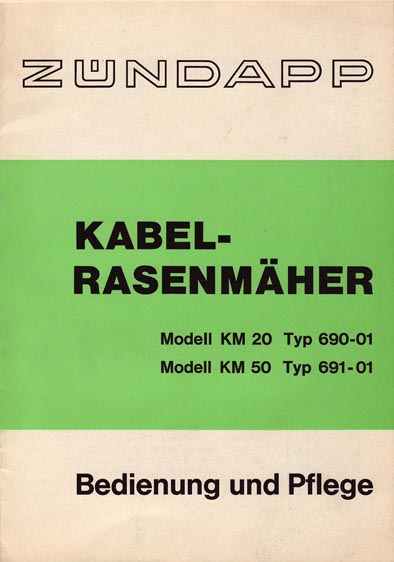 ZÜNDAPP
KABEL-
RASENMÄHER
Modell KM 20 Typ 690-01
Modell KM 50 Typ 691-01
Bedienung und Pflege